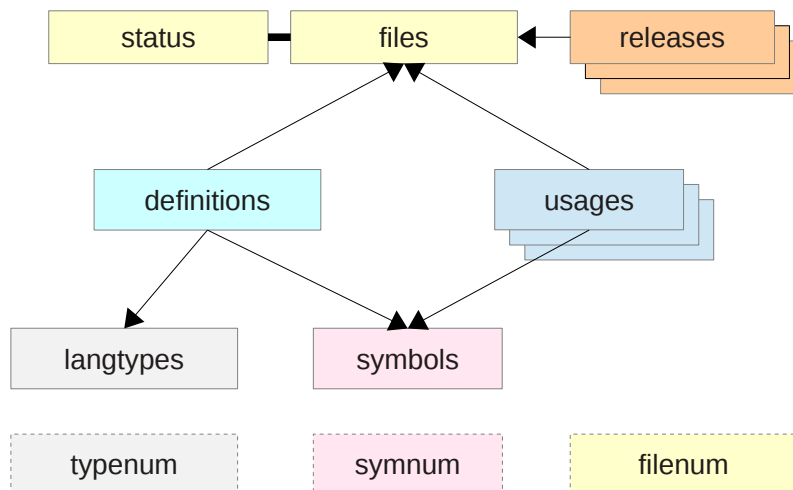 status
files
releases
definitions
usages
langtypes
symbols
typenum
symnum
filenum